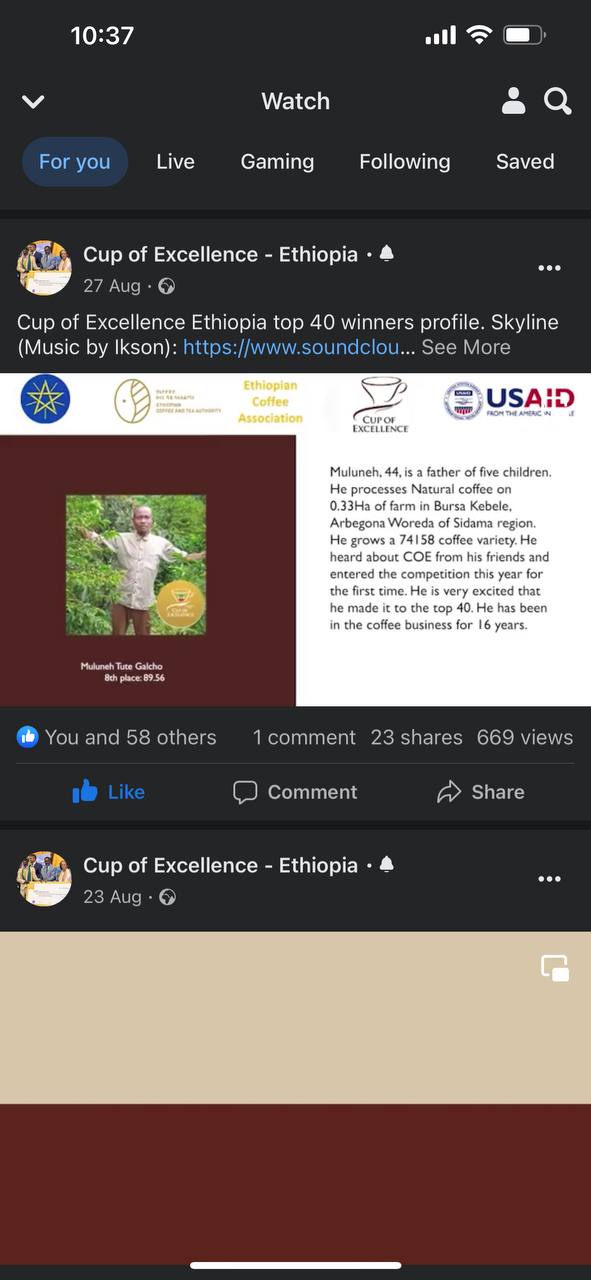 10:37
Watch
For you
Live
Gaming
Following
Saved
Cup of Excellence - Ethiopia ·
27 Aug ·
Cup of Excellence Ethiopia top 40 winners profile. Skyline
(Music by Ikson): https://www.soundclou... See More
ETHIOPIAN
COFFEE AND TEA AUTHORITY
Ethiopian
Coffee
Association
CUP OF
EXCELLENCE
USAID
FROM THE AMERIC
Muluneh, 44, is a father of five children.
He processes Natural coffee on
0.33Ha of farm in Bursa Kebele,
Arbegona Woreda of Sidama region.
He grows a 74158 coffee variety. He
heard about COE from his friends and
entered the competition this year for
the first time. He is very excited that
he made it to the top 40. He has been
in the coffee business for 16 years.
CUP OF
EXCELLENCE
Muluneh Tute Galcho
8th place: 89.56
You and 58 others
1 comment
23 shares
669 views
Like
Comment
Share
Cup of Excellence - Ethiopia ·
23 Aug ·